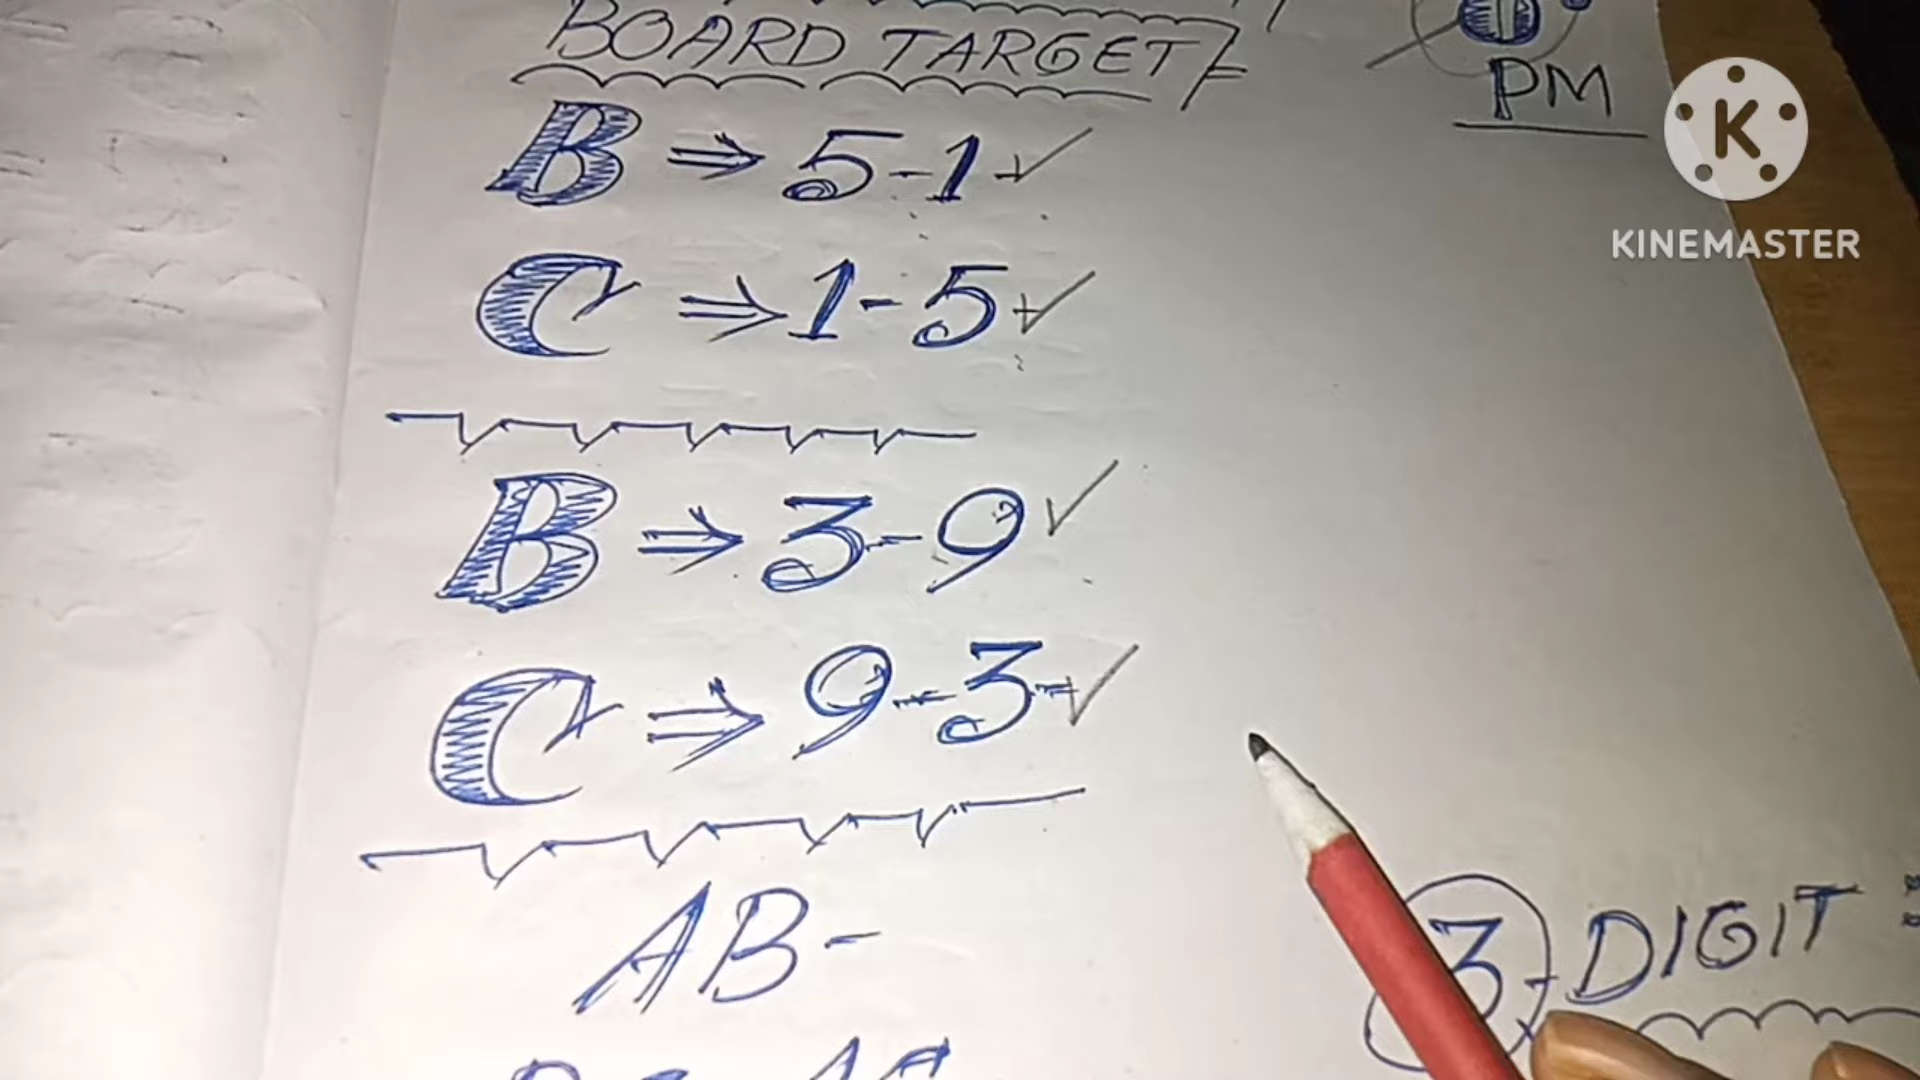 BOARD TARGET
PM
K
KINEMASTER
B ⇒ 5-1 ✓
C ⇒ 1-5 ✓
B ⇒ 3-9 ✓
C ⇒ 9-3 ✓
AB-
3-DIGIT :